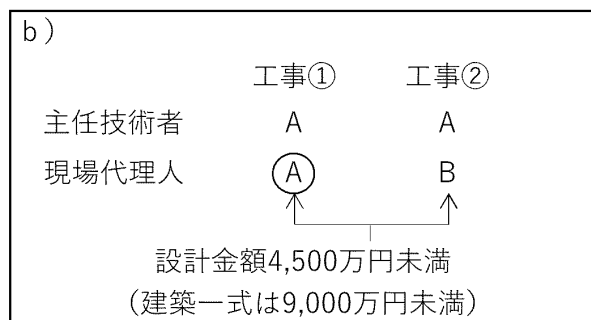 b)
工事① 工事②
主任技術者 A A
現場代理人 A B
設計金額4,500万円未満
(建築一式は9,000万円未満)